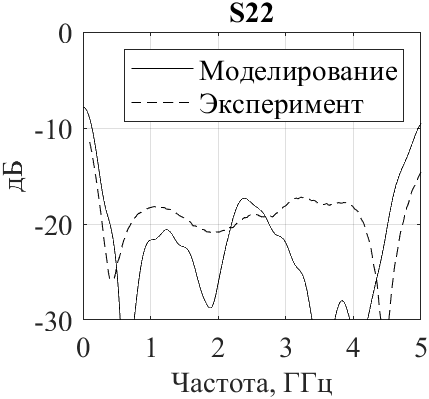 S22
0
-10
-20
-30
дБ
Моделирование
Эксперимент
0 1 2 3 4 5
Частота, ГГц